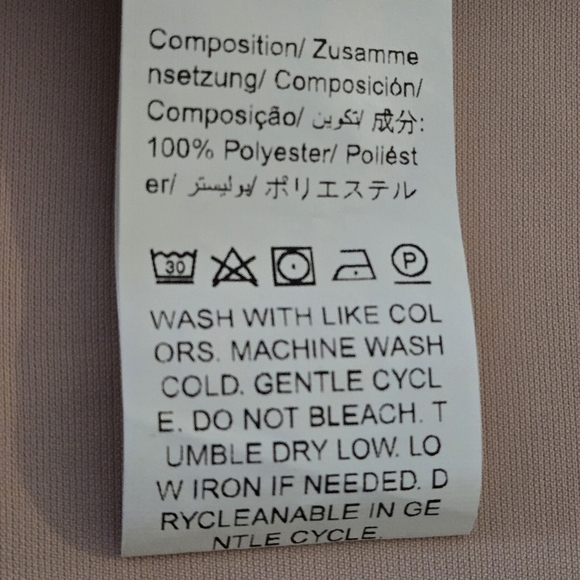 Composition/ Zusamme
nsetzung/ Composición/
Composição/ تكوين/ 成分:
100% Polyester/ Poliést
er/ بوليستر/ ポリエステル
30 P
WASH WITH LIKE COL
ORS. MACHINE WASH
COLD. GENTLE CYCL
E. DO NOT BLEACH. T
UMBLE DRY LOW. LO
W IRON IF NEEDED. D
RYCLEANABLE IN GE
NTLE CYCLE.